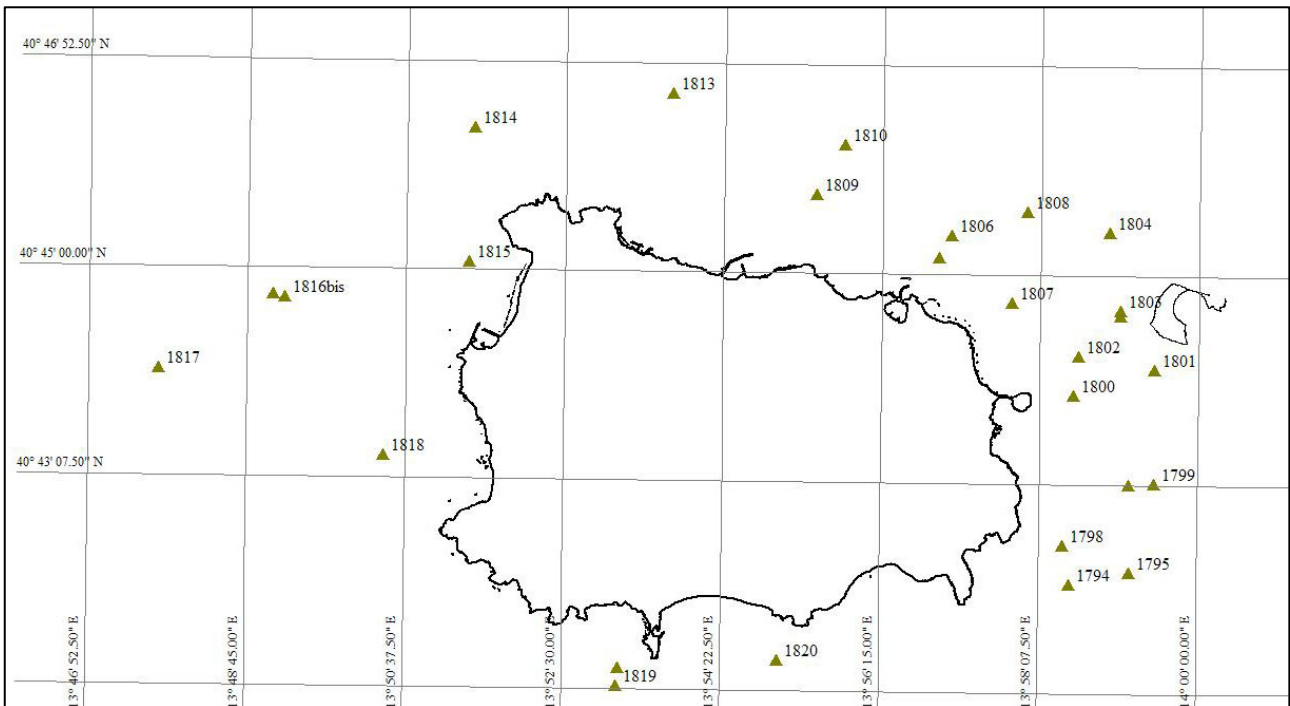 40° 46' 52.50" N
1813
1814
1810
1809
1808
1806
1804
40° 45' 00.00" N
1815
1816bis
1807
1803
1802
1817
1801
1800
1818
40° 43' 07.50" N
1799
1798
1795
1794
1820
1819
13° 46' 52.50" E
13° 48' 45.00" E
13° 50' 37.50" E
13° 52' 30.00" E
13° 54' 22.50" E
13° 56' 15.00" E
13° 58' 07.50" E
14° 00' 00.00" E